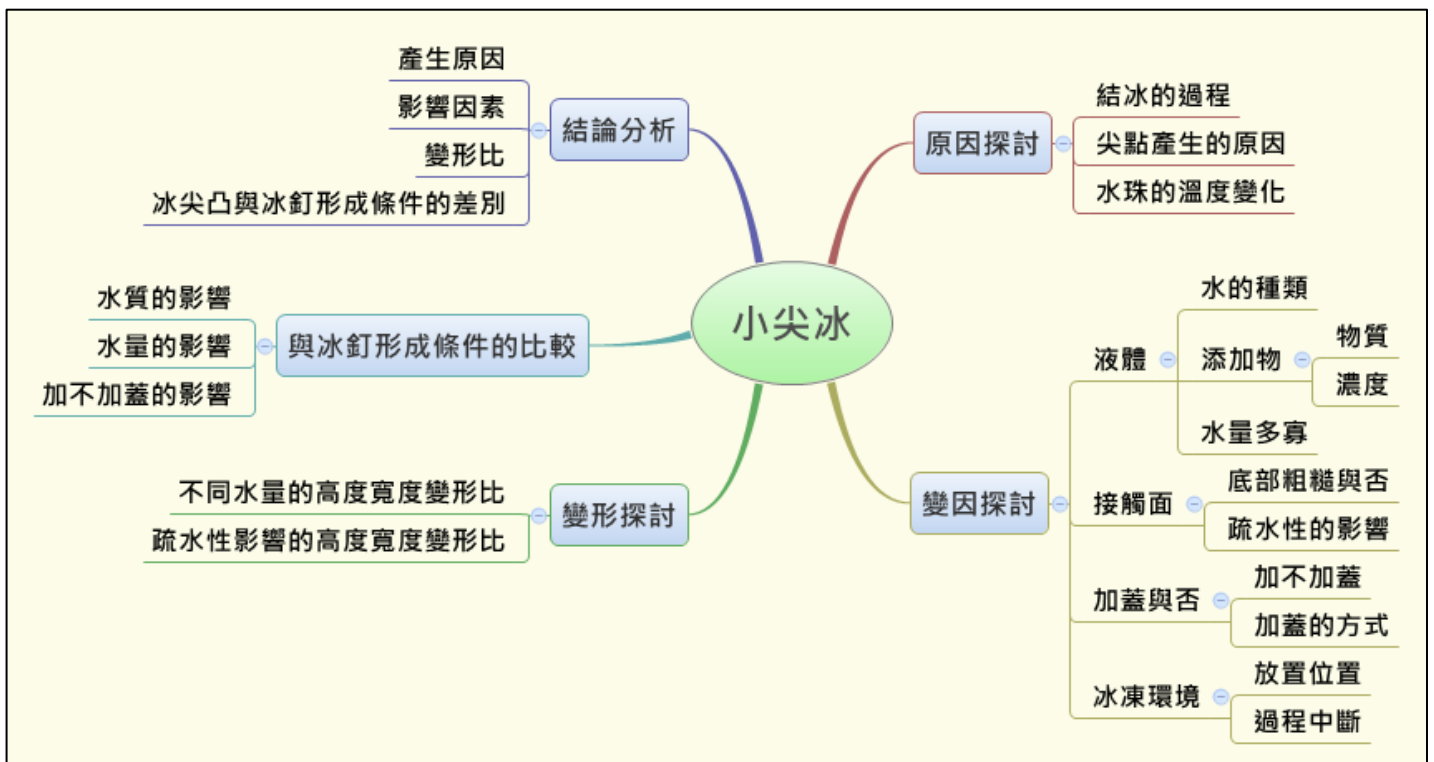 小尖冰
原因探討
結冰的過程
尖點產生的原因
水珠的溫度變化
變因探討
液體
水的種類
添加物
物質
濃度
水量多寡
接觸面
底部粗糙與否
疏水性的影響
加蓋與否
加不加蓋
加蓋的方式
冰凍環境
放置位置
過程中斷
結論分析
產生原因
影響因素
變形比
冰尖凸與冰釘形成條件的差別
與冰釘形成條件的比較
水質的影響
水量的影響
加不加蓋的影響
變形探討
不同水量的高度寬度變形比
疏水性影響的高度寬度變形比